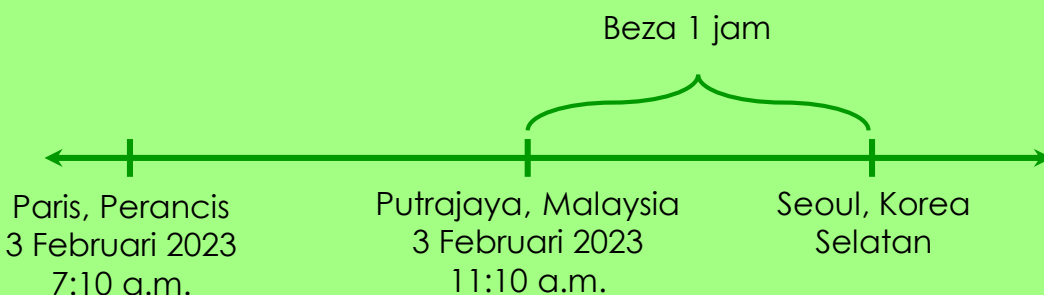 Beza 1 jam
Paris, Perancis
3 Februari 2023
7:10 a.m.
Putrajaya, Malaysia
3 Februari 2023
11:10 a.m.
Seoul, Korea
Selatan